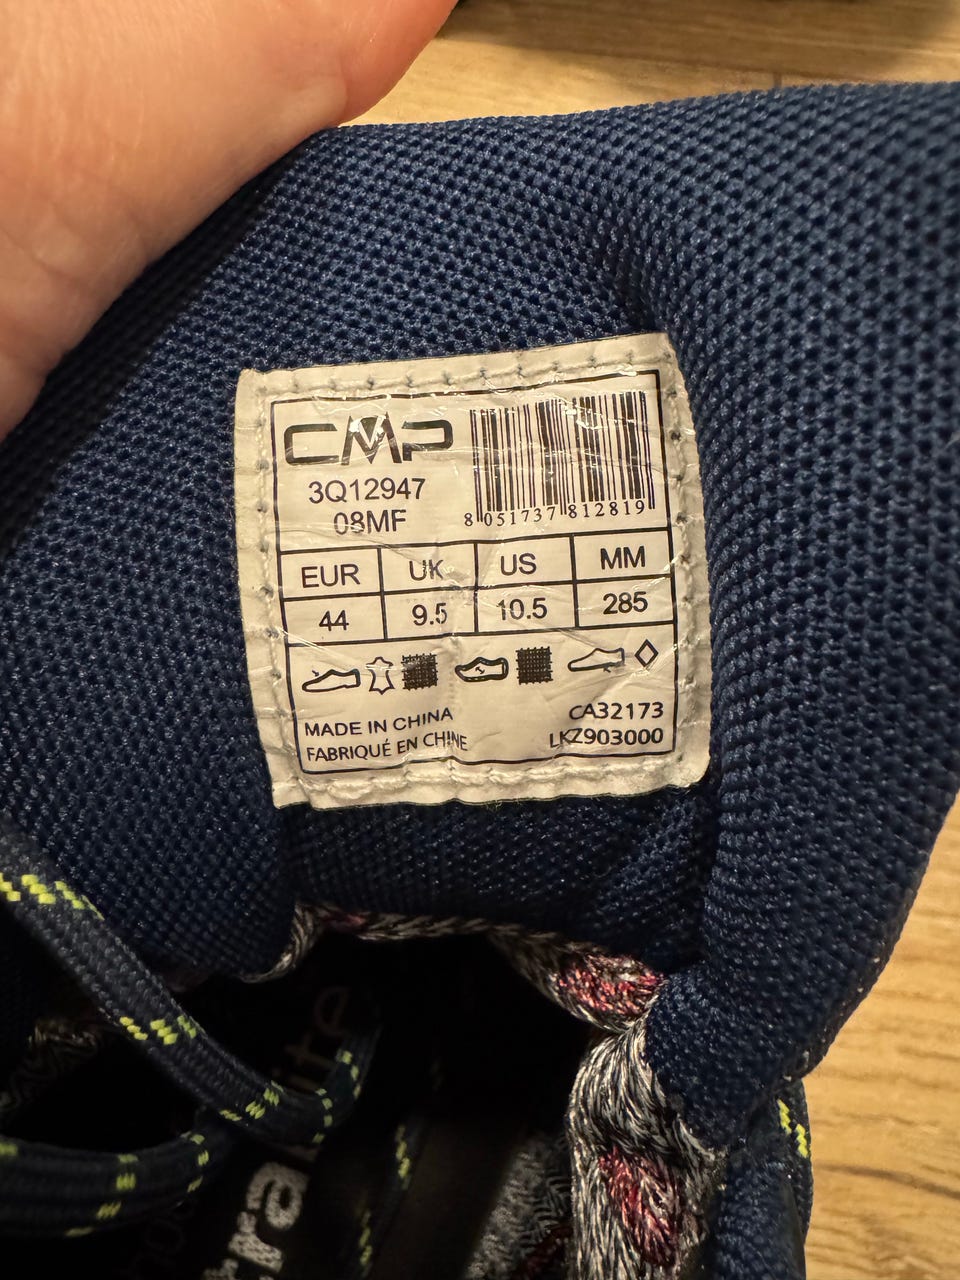 CMP
3Q12947
08MF
8 051737 812819
EUR UK US MM
44 9.5 10.5 285
MADE IN CHINA
FABRIQUÉ EN CHINE
CA32173
LKZ903000